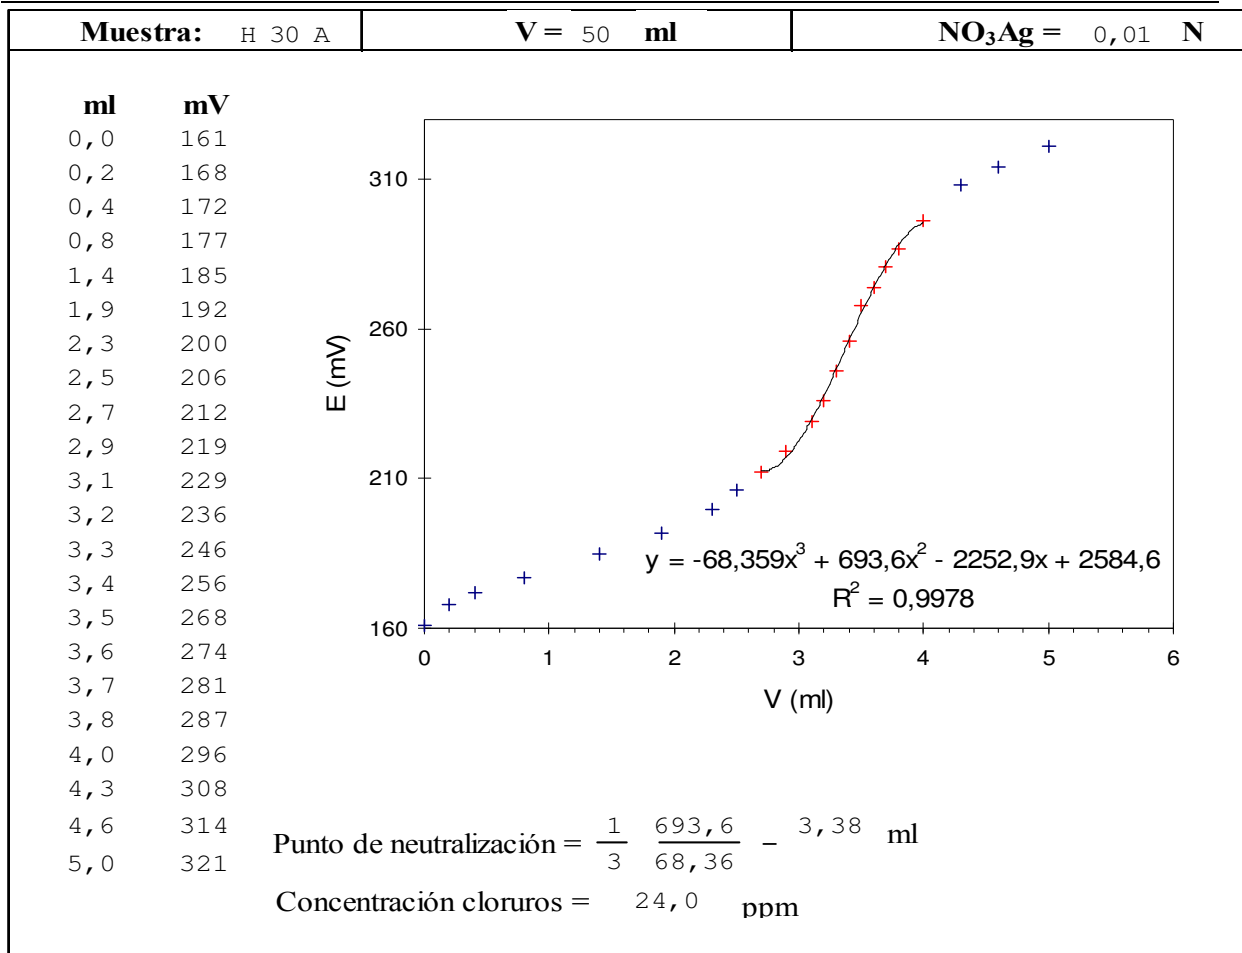 Muestra: H 30 A V = 50 ml NO₃Ag = 0,01 N
ml mV
0,0 161
0,2 168
0,4 172
0,8 177
1,4 185
1,9 192
2,3 200
2,5 206
2,7 212
2,9 219
3,1 229
3,2 236
3,3 246
3,4 256
3,5 268
3,6 274
3,7 281
3,8 287
4,0 296
4,3 308
4,6 314
5,0 321
310
260
210
160
E (mV)
0 1 2 3 4 5 6
V (ml)
y = -68,359x³ + 693,6x² - 2252,9x + 2584,6
R² = 0,9978
Punto de neutralización = 1/3 693,6/68,36 – 3,38 ml
Concentración cloruros = 24,0 ppm